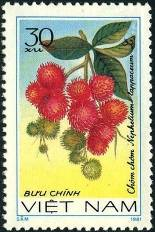 30
XU
Chôm chôm Nephelium lappaceum
BƯU CHÍNH
VIỆT NAM
1981